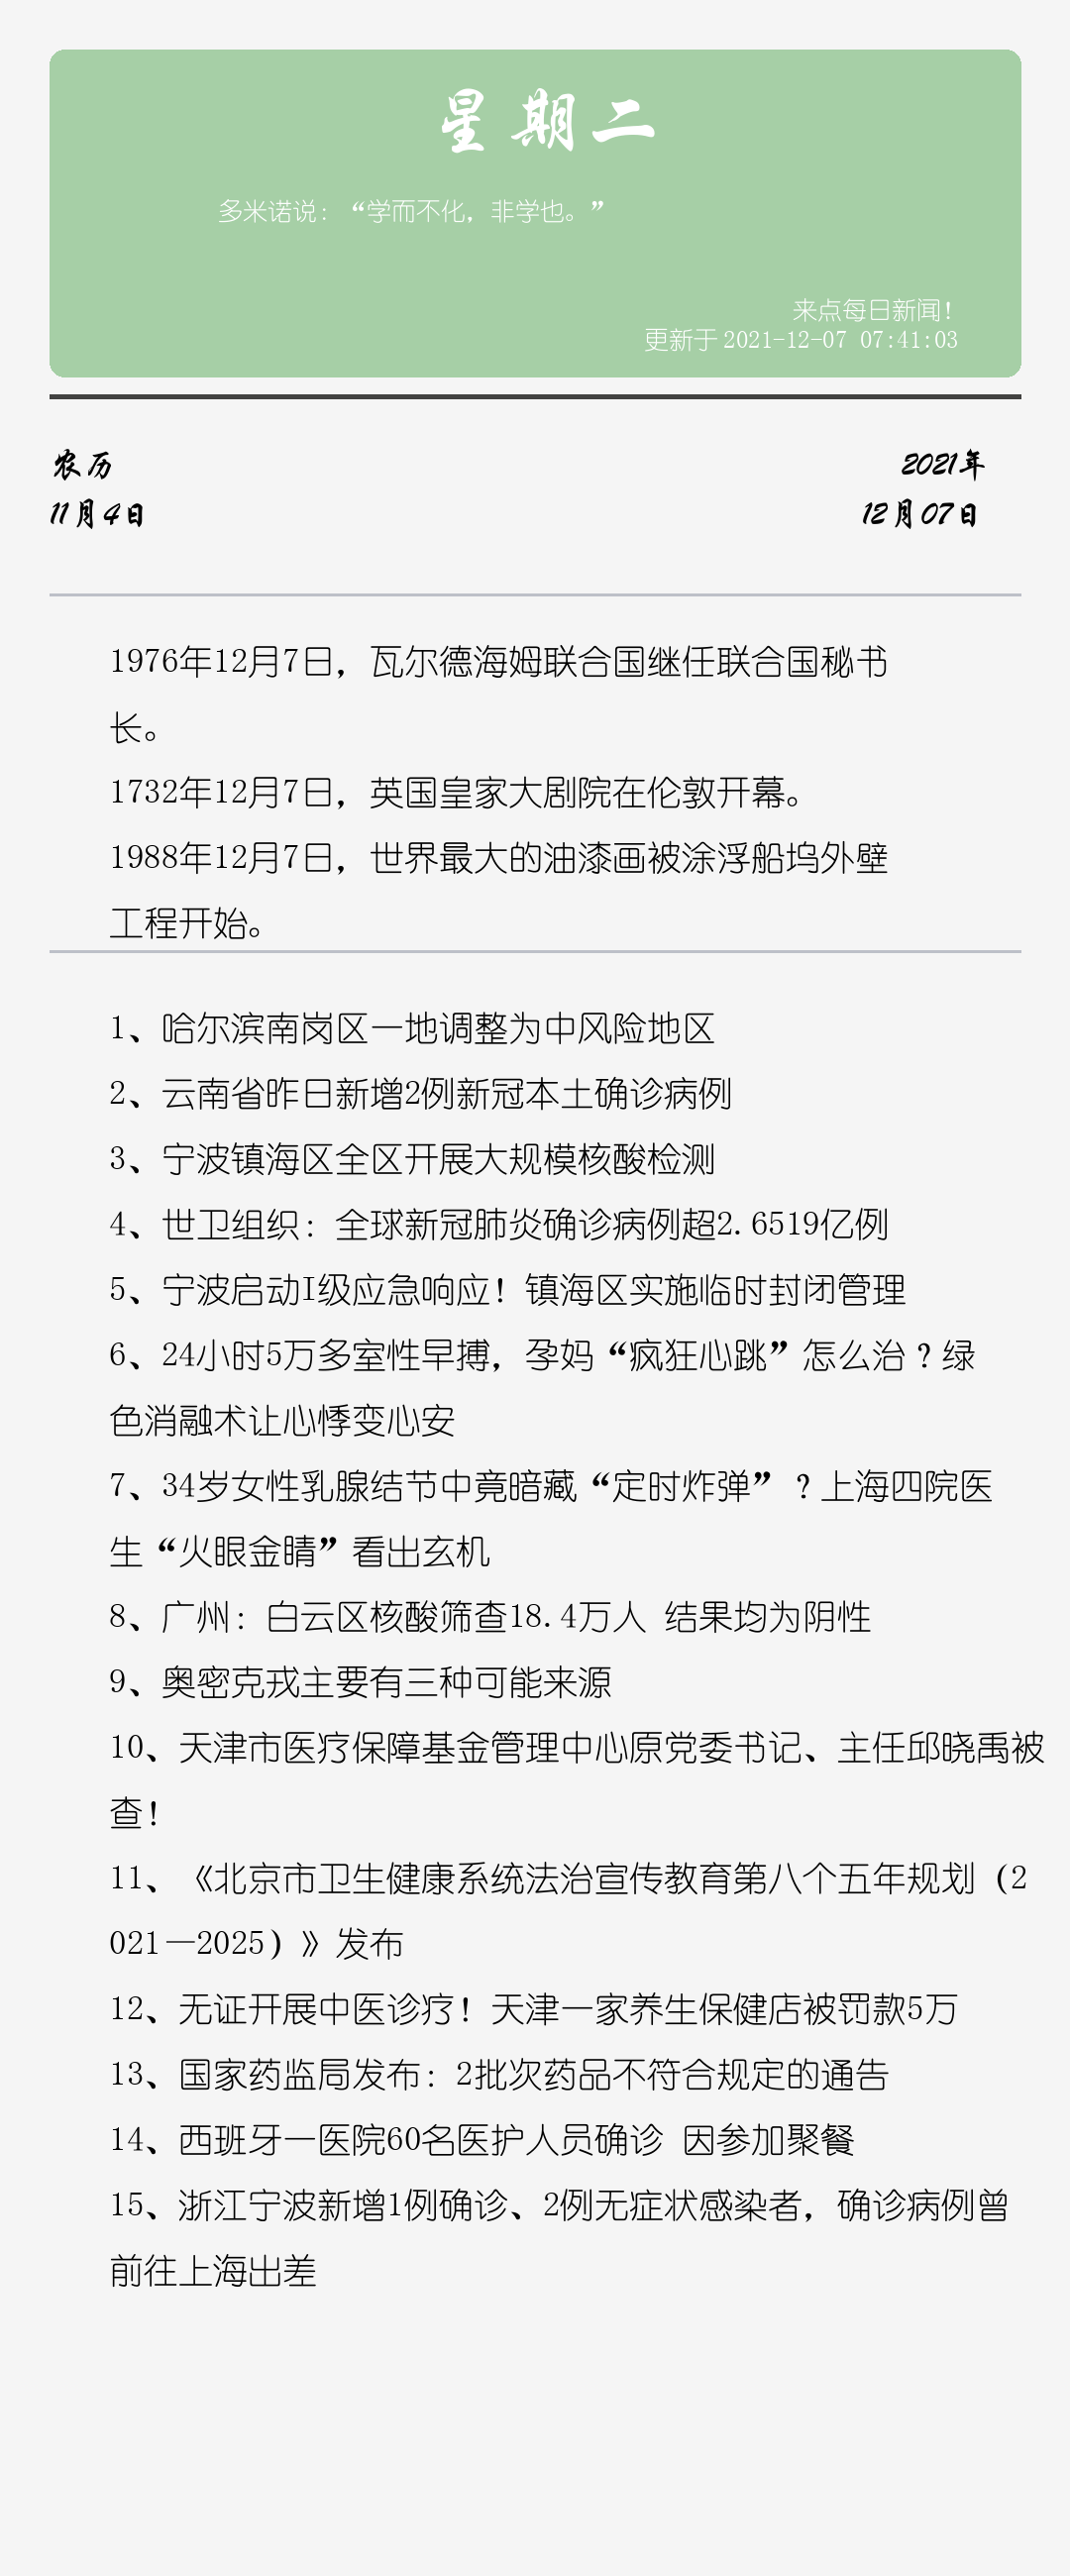 星期二
多米诺说：“学而不化，非学也。”
来点每日新闻！
更新于 2021-12-07 07:41:03
农历
2021年
11月4日
12月07日
1976年12月7日，瓦尔德海姆联合国继任联合国秘书
长。
1732年12月7日，英国皇家大剧院在伦敦开幕。
1988年12月7日，世界最大的油漆画被涂浮船坞外壁
工程开始。
1、哈尔滨南岗区一地调整为中风险地区
2、云南省昨日新增2例新冠本土确诊病例
3、宁波镇海区全区开展大规模核酸检测
4、世卫组织：全球新冠肺炎确诊病例超2.6519亿例
5、宁波启动I级应急响应！镇海区实施临时封闭管理
6、24小时5万多室性早搏，孕妈“疯狂心跳”怎么治？绿
色消融术让心悸变心安
7、34岁女性乳腺结节中竟暗藏“定时炸弹”？上海四院医
生“火眼金睛”看出玄机
8、广州：白云区核酸筛查18.4万人 结果均为阴性
9、奥密克戎主要有三种可能来源
10、天津市医疗保障基金管理中心原党委书记、主任邱晓禹被
查！
11、《北京市卫生健康系统法治宣传教育第八个五年规划（2
021—2025）》发布
12、无证开展中医诊疗！天津一家养生保健店被罚款5万
13、国家药监局发布：2批次药品不符合规定的通告
14、西班牙一医院60名医护人员确诊 因参加聚餐
15、浙江宁波新增1例确诊、2例无症状感染者，确诊病例曾
前往上海出差